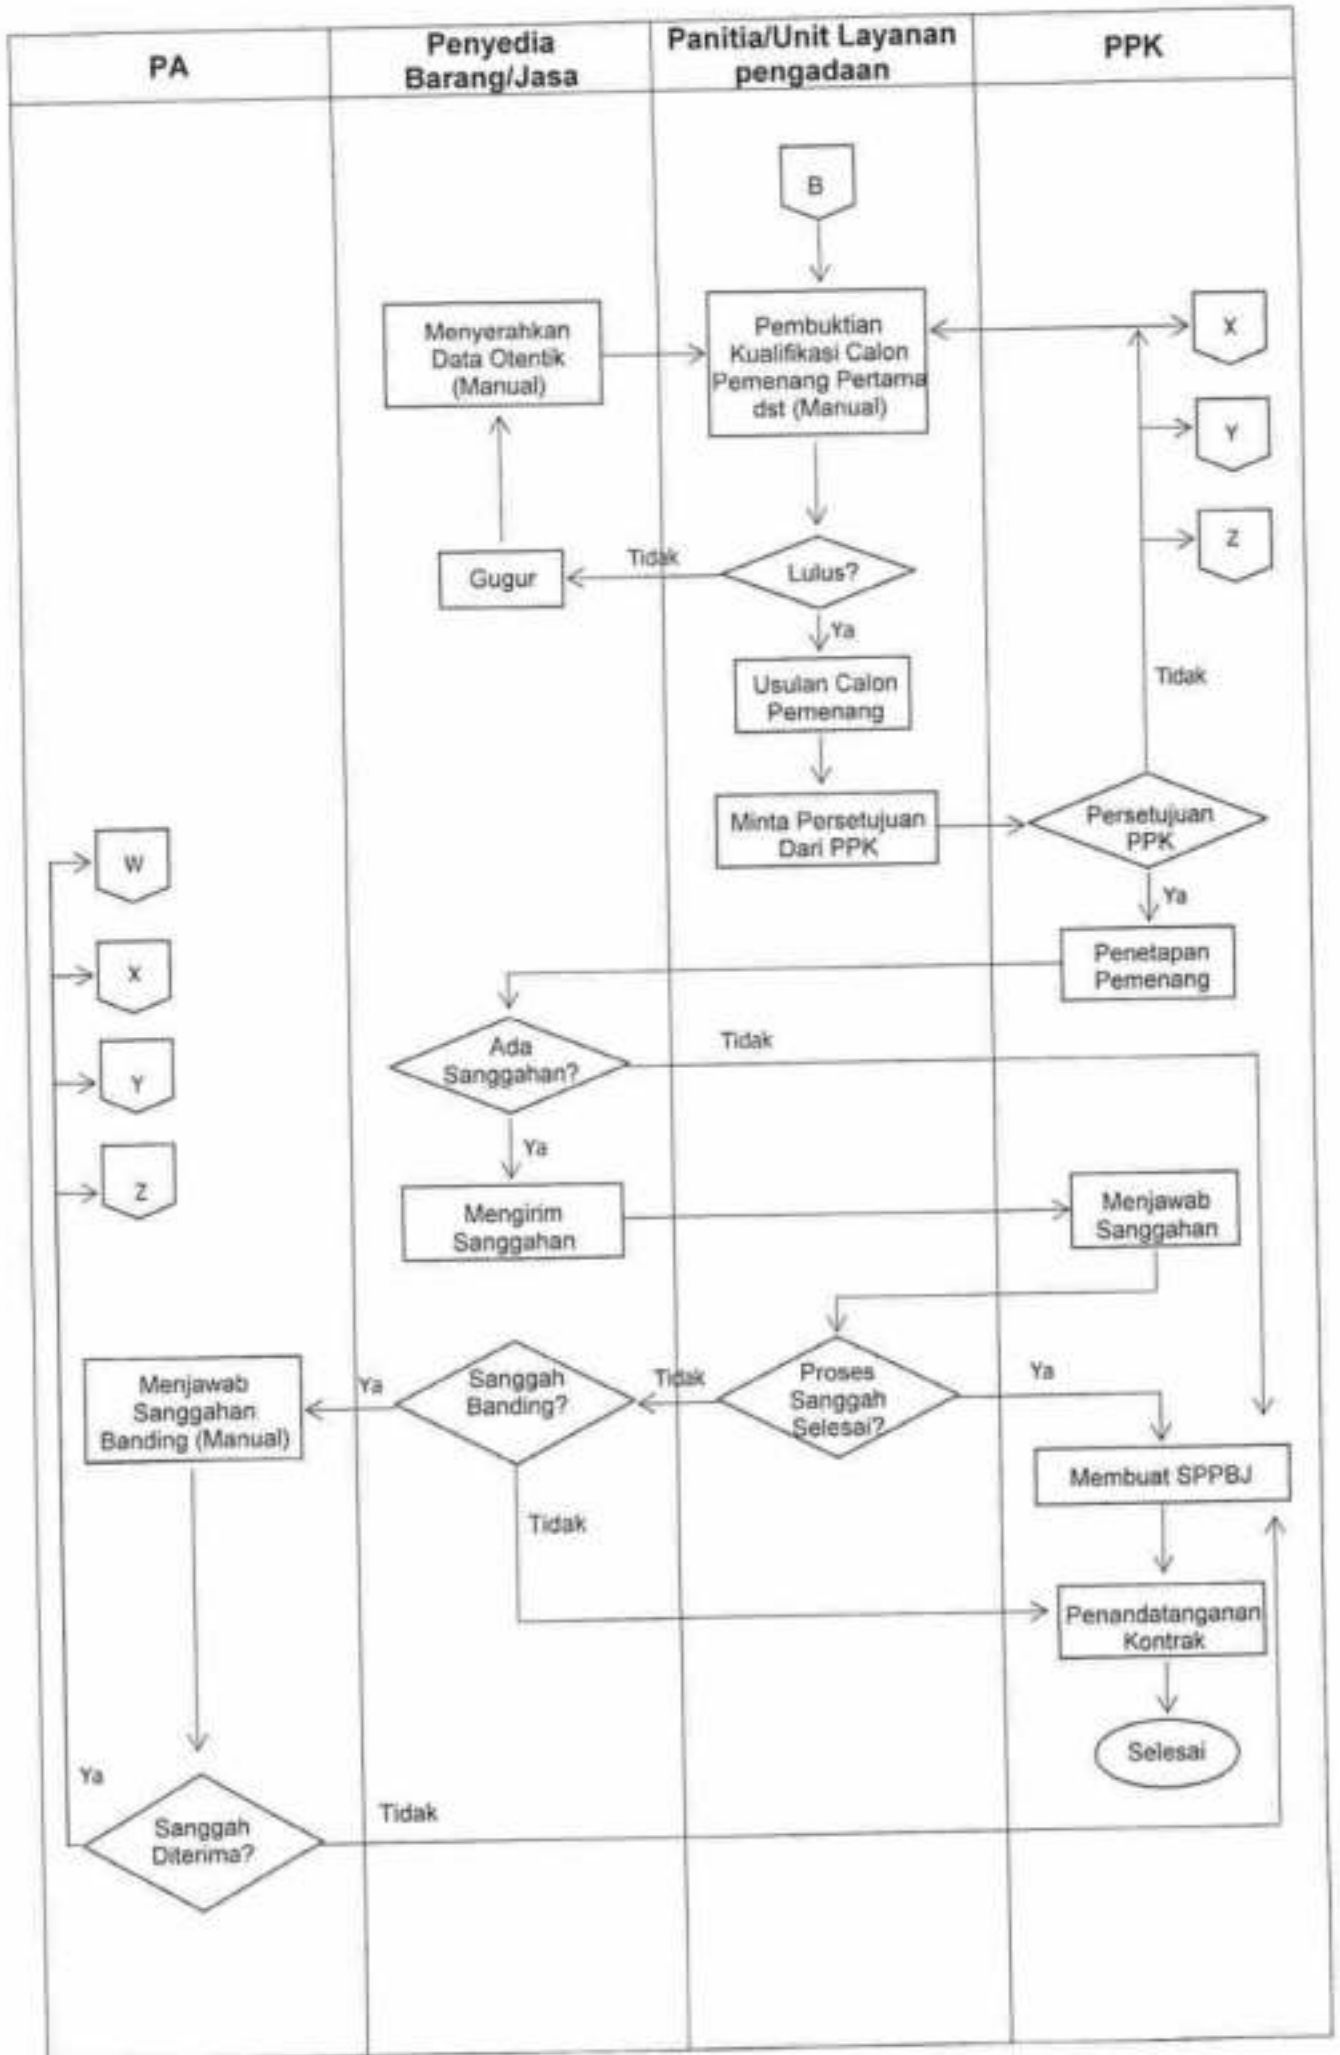 PA
Penyedia
Barang/Jasa
Panitia/Unit Layanan
pengadaan
PPK
B
Menyerahkan
Data Otentik
(Manual)
Pembuktian
Kualifikasi Calon
Pemenang Pertama
dst (Manual)
X
Y
Z
Gugur
Tidak
Lulus?
Ya
Usulan Calon
Pemenang
Tidak
Minta Persetujuan
Dari PPK
Persetujuan
PPK
Ya
W
X
Y
Z
Penetapan
Pemenang
Ada
Sanggahan?
Tidak
Ya
Mengirim
Sanggahan
Menjawab
Sanggahan
Menjawab
Sanggahan
Banding (Manual)
Ya
Sanggah
Banding?
Tidak
Proses
Sanggah
Selesai?
Ya
Membuat SPPBJ
Tidak
Penandatanganan
Kontrak
Selesai
Ya
Sanggah
Diterima?
Tidak